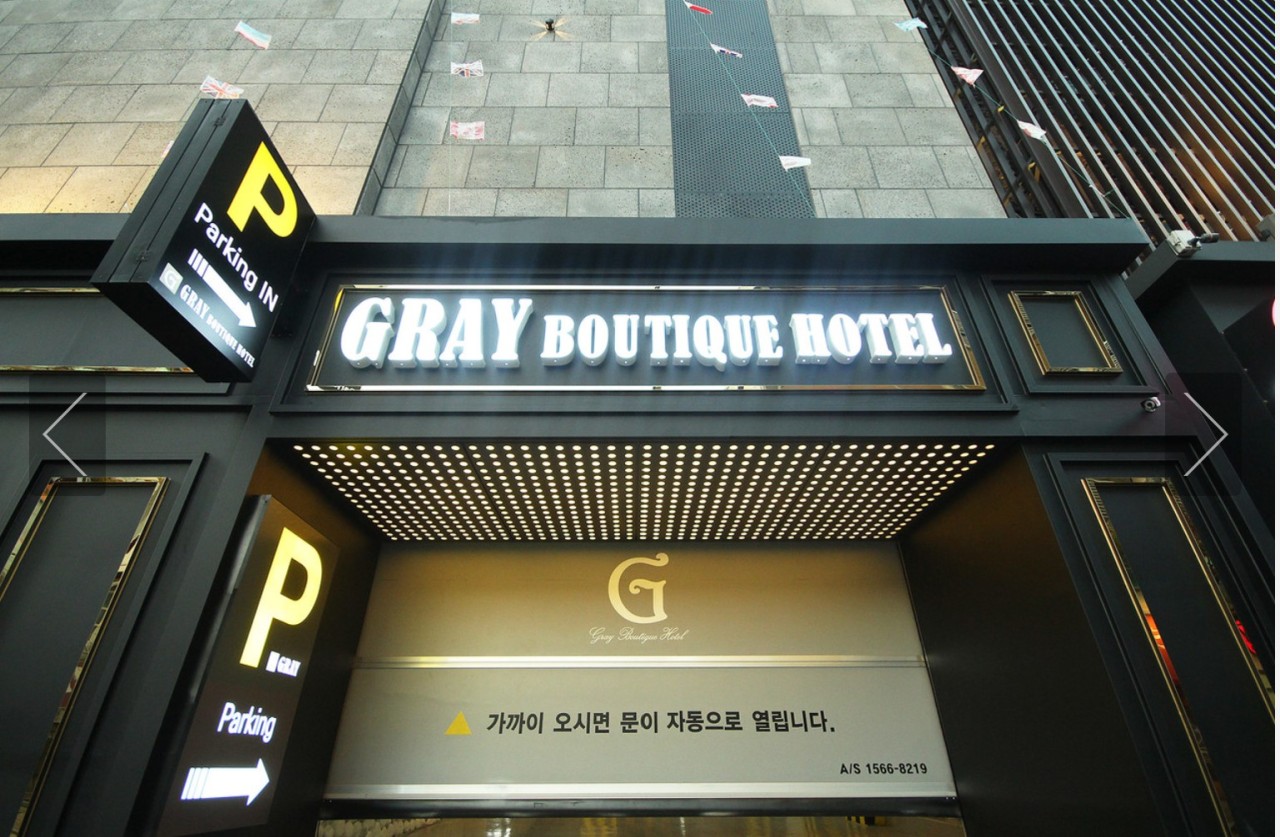 P
Parking IN
G GRAY BOUTIQUE HOTEL
GRAY BOUTIQUE HOTEL
P
GRAY
Parking
G
Gray Boutique Hotel
가까이 오시면 문이 자동으로 열립니다.
A/S 1566-8219